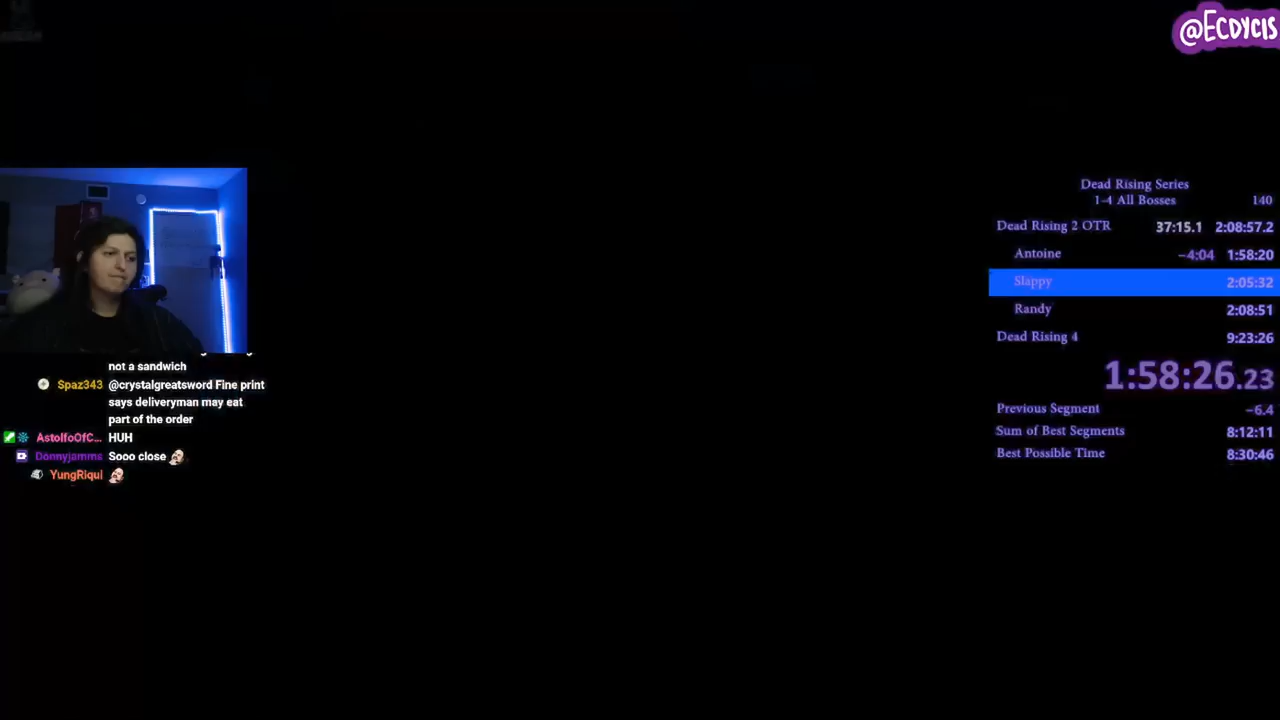 @ECDYCIS
Dead Rising Series
1-4 All Bosses 140
Dead Rising 2 OTR 37:15.1 2:08:57.2
Antoine −4:04 1:58:20
Slappy 2:05:32
Randy 2:08:51
Dead Rising 4 9:23:26
1:58:26.23
Previous Segment −6.4
Sum of Best Segments 8:12:11
Best Possible Time 8:30:46
not a sandwich
Spaz343 @crystalgreatsword Fine print
says deliveryman may eat
part of the order
AstolfoOfC... HUH
Donnyjamms Sooo close
YungRiqui